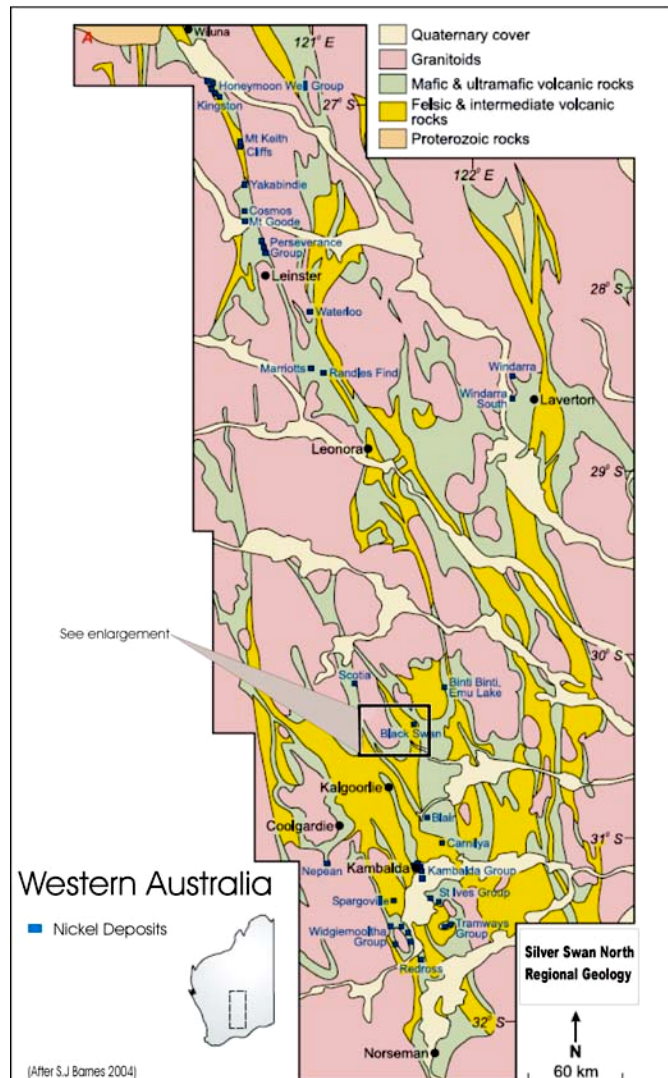 A
Wiluna
121° E
Honeymoon Well Group
27° S
Kingston
Mt Keith
Cliffs
Yakabindie
Cosmos
Mt Goode
Perseverance
Group
Leinster
Waterloo
Marriotts
Randles Find
Leonora
Quaternary cover
Granitoids
Mafic & ultramafic volcanic rocks
Felsic & intermediate volcanic
rocks
Proterozoic rocks
122° E
28° S
Windarra
Windarra
South
Laverton
29° S
See enlargement
30° S
Scotia
Binti Binti,
Emu Lake
Black Swan
Kalgoorlie
Coolgardie
Blair
31° S
Carnilya
Nepean
Kambalda
Kambalda Group
St Ives Group
Spargoville
Tramways
Group
Widgiemooltha
Group
Redross
32° S
Norseman
Western Australia
Nickel Deposits
(After S.J Barnes 2004)
Silver Swan North
Regional Geology
N
60 km